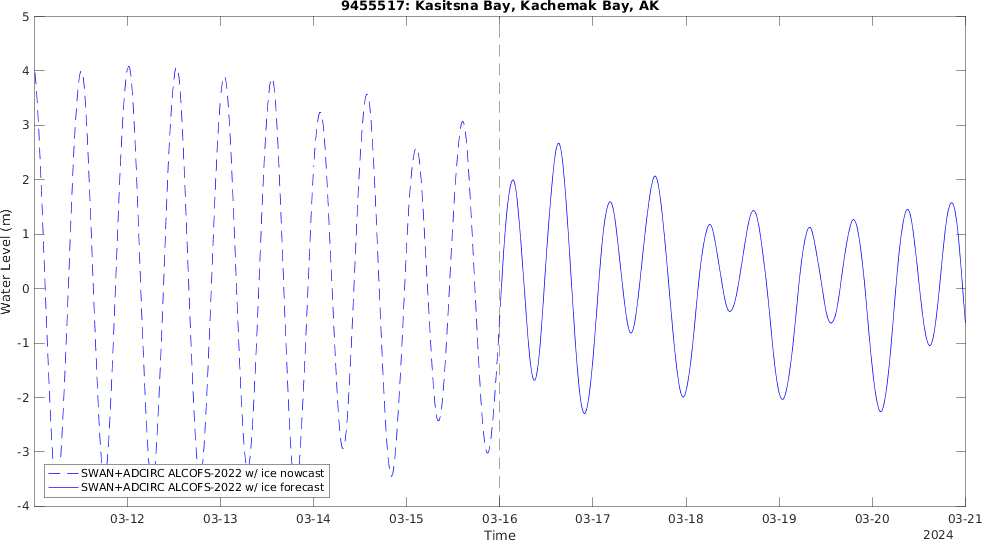 9455517: Kasitsna Bay, Kachemak Bay, AK
Water Level (m)
5
4
3
2
1
0
-1
-2
-3
-4
SWAN+ADCIRC ALCOFS-2022 w/ ice nowcast
SWAN+ADCIRC ALCOFS-2022 w/ ice forecast
03-12 03-13 03-14 03-15 03-16 03-17 03-18 03-19 03-20 03-21
Time
2024